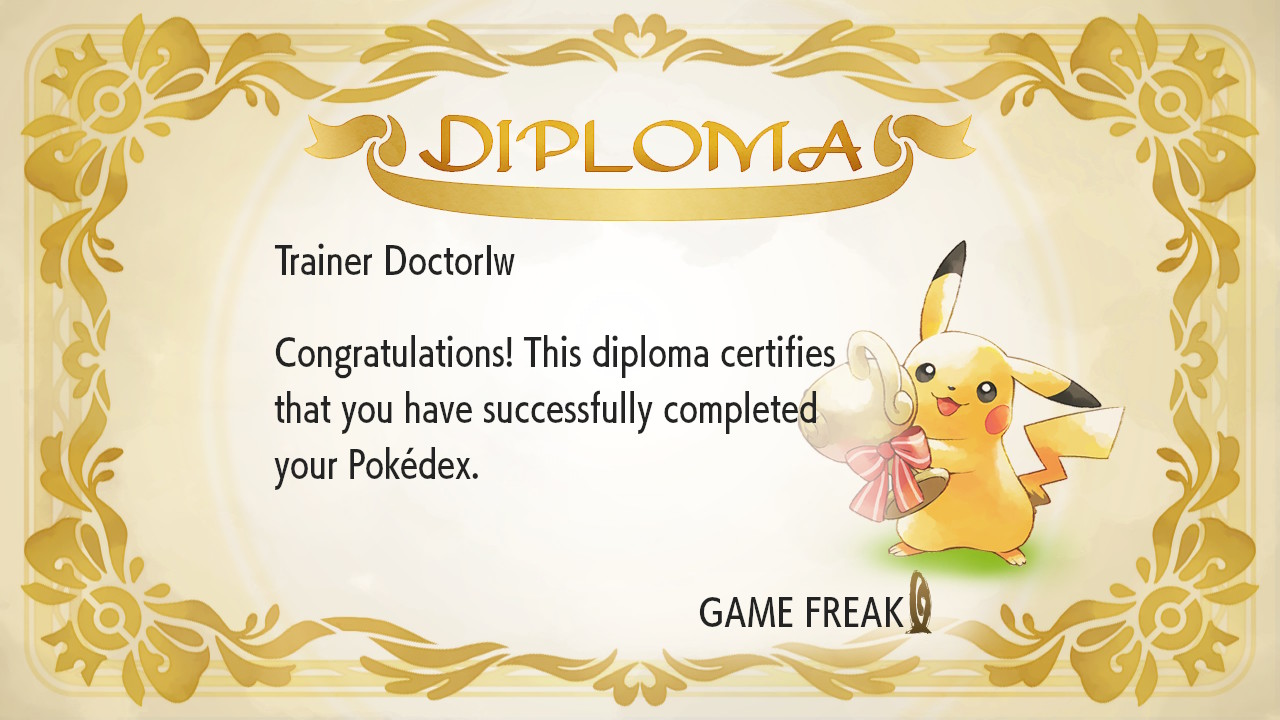 DIPLOMA
Trainer Doctorlw
Congratulations! This diploma certifies
that you have successfully completed
your Pokédex.
GAME FREAK